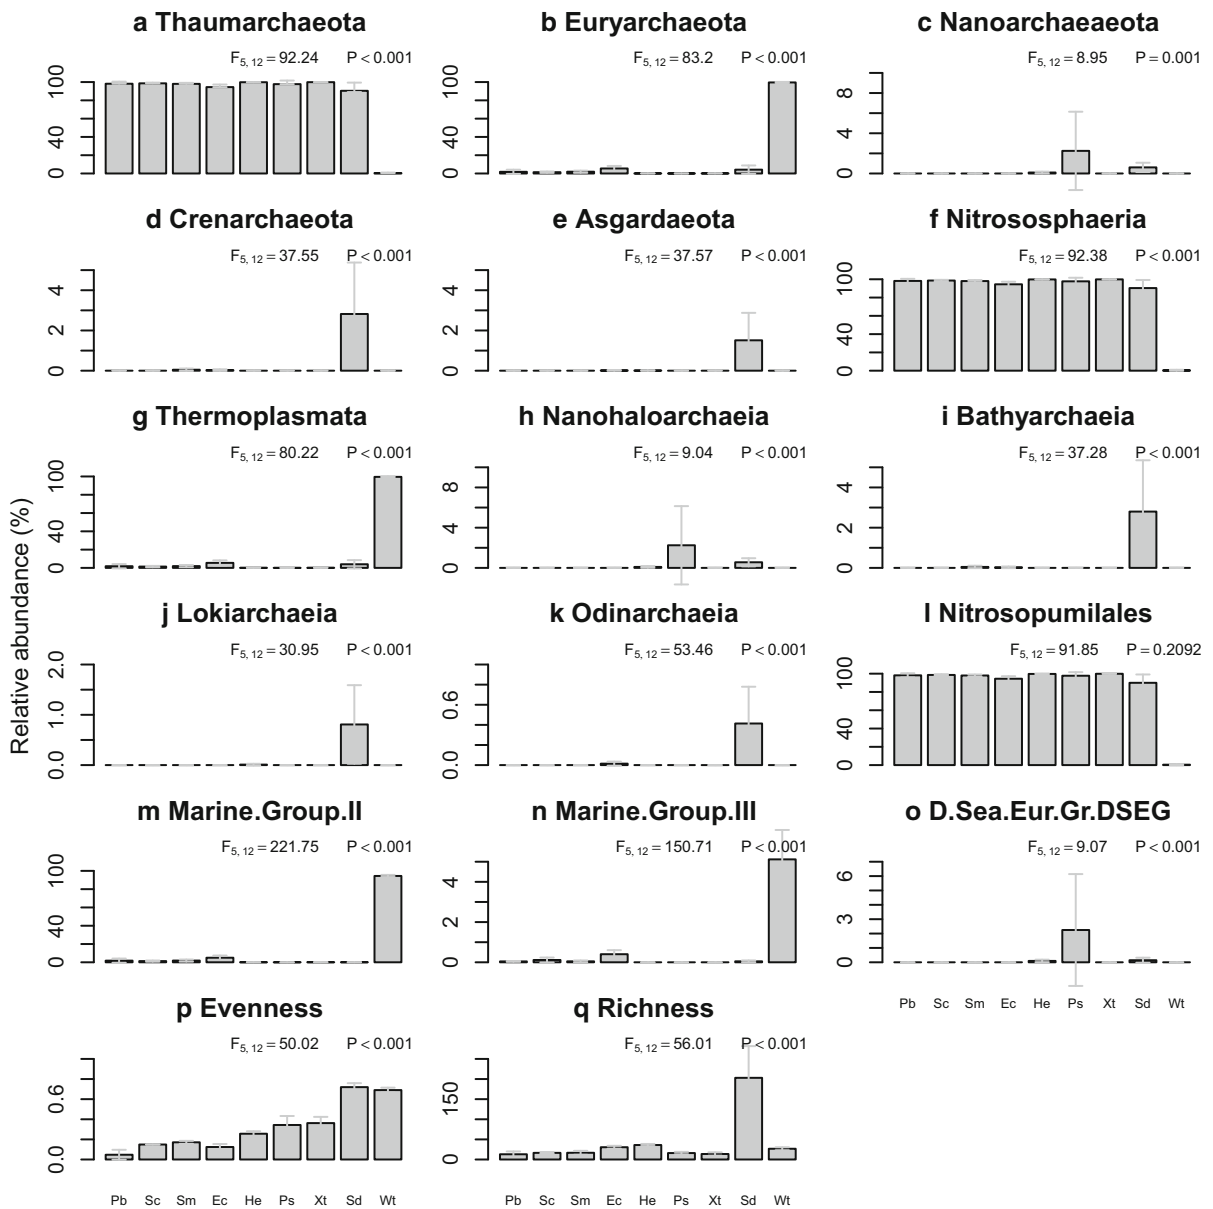 a Thaumarchaeota
F5, 12 = 92.24 P < 0.001
0 40 100
b Euryarchaeota
F5, 12 = 83.2 P < 0.001
0 40 100
c Nanoarchaeaeota
F5, 12 = 8.95 P = 0.001
0 4 8
d Crenarchaeota
F5, 12 = 37.55 P < 0.001
0 2 4
e Asgardaeota
F5, 12 = 37.57 P < 0.001
0 2 4
f Nitrososphaeria
F5, 12 = 92.38 P < 0.001
0 40 100
g Thermoplasmata
F5, 12 = 80.22 P < 0.001
0 40 100
h Nanohaloarchaeia
F5, 12 = 9.04 P < 0.001
0 4 8
i Bathyarchaeia
F5, 12 = 37.28 P < 0.001
0 2 4
Relative abundance (%)
j Lokiarchaeia
F5, 12 = 30.95 P < 0.001
0.0 1.0 2.0
k Odinarchaeia
F5, 12 = 53.46 P < 0.001
0.0 0.6
l Nitrosopumilales
F5, 12 = 91.85 P = 0.2092
0 40 100
m Marine.Group.II
F5, 12 = 221.75 P < 0.001
0 40 100
n Marine.Group.III
F5, 12 = 150.71 P < 0.001
0 2 4
o D.Sea.Eur.Gr.DSEG
F5, 12 = 9.07 P < 0.001
0 3 6
Pb Sc Sm Ec He Ps Xt Sd Wt
p Evenness
F5, 12 = 50.02 P < 0.001
0.0 0.6
Pb Sc Sm Ec He Ps Xt Sd Wt
q Richness
F5, 12 = 56.01 P < 0.001
0 150
Pb Sc Sm Ec He Ps Xt Sd Wt